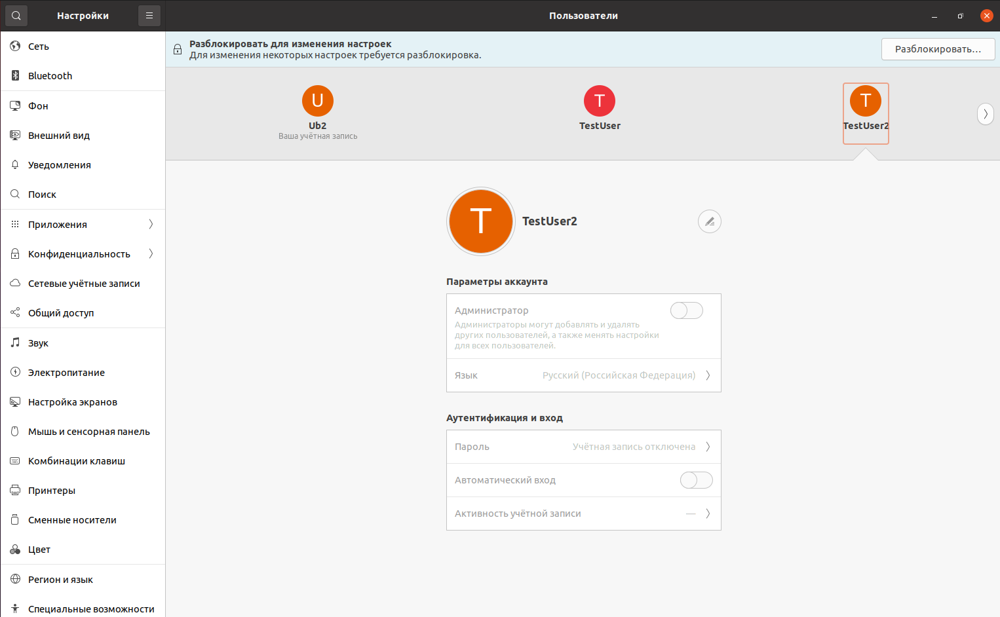 Настройки
Пользователи
Сеть
Bluetooth
Фон
Внешний вид
Уведомления
Поиск
Приложения
Конфиденциальность
Сетевые учётные записи
Общий доступ
Звук
Электропитание
Настройка экранов
Мышь и сенсорная панель
Комбинации клавиш
Принтеры
Сменные носители
Цвет
Регион и язык
Специальные возможности
Разблокировать для изменения настроек
Для изменения некоторых настроек требуется разблокировка.
Разблокировать…
U
Ub2
Ваша учётная запись
T
TestUser
T
TestUser2
T
TestUser2
Параметры аккаунта
Администратор
Администраторы могут добавлять и удалять
других пользователей, а также менять настройки
для всех пользователей.
Язык Русский (Российская Федерация)
Аутентификация и вход
Пароль Учётная запись отключена
Автоматический вход
Активность учётной записи —